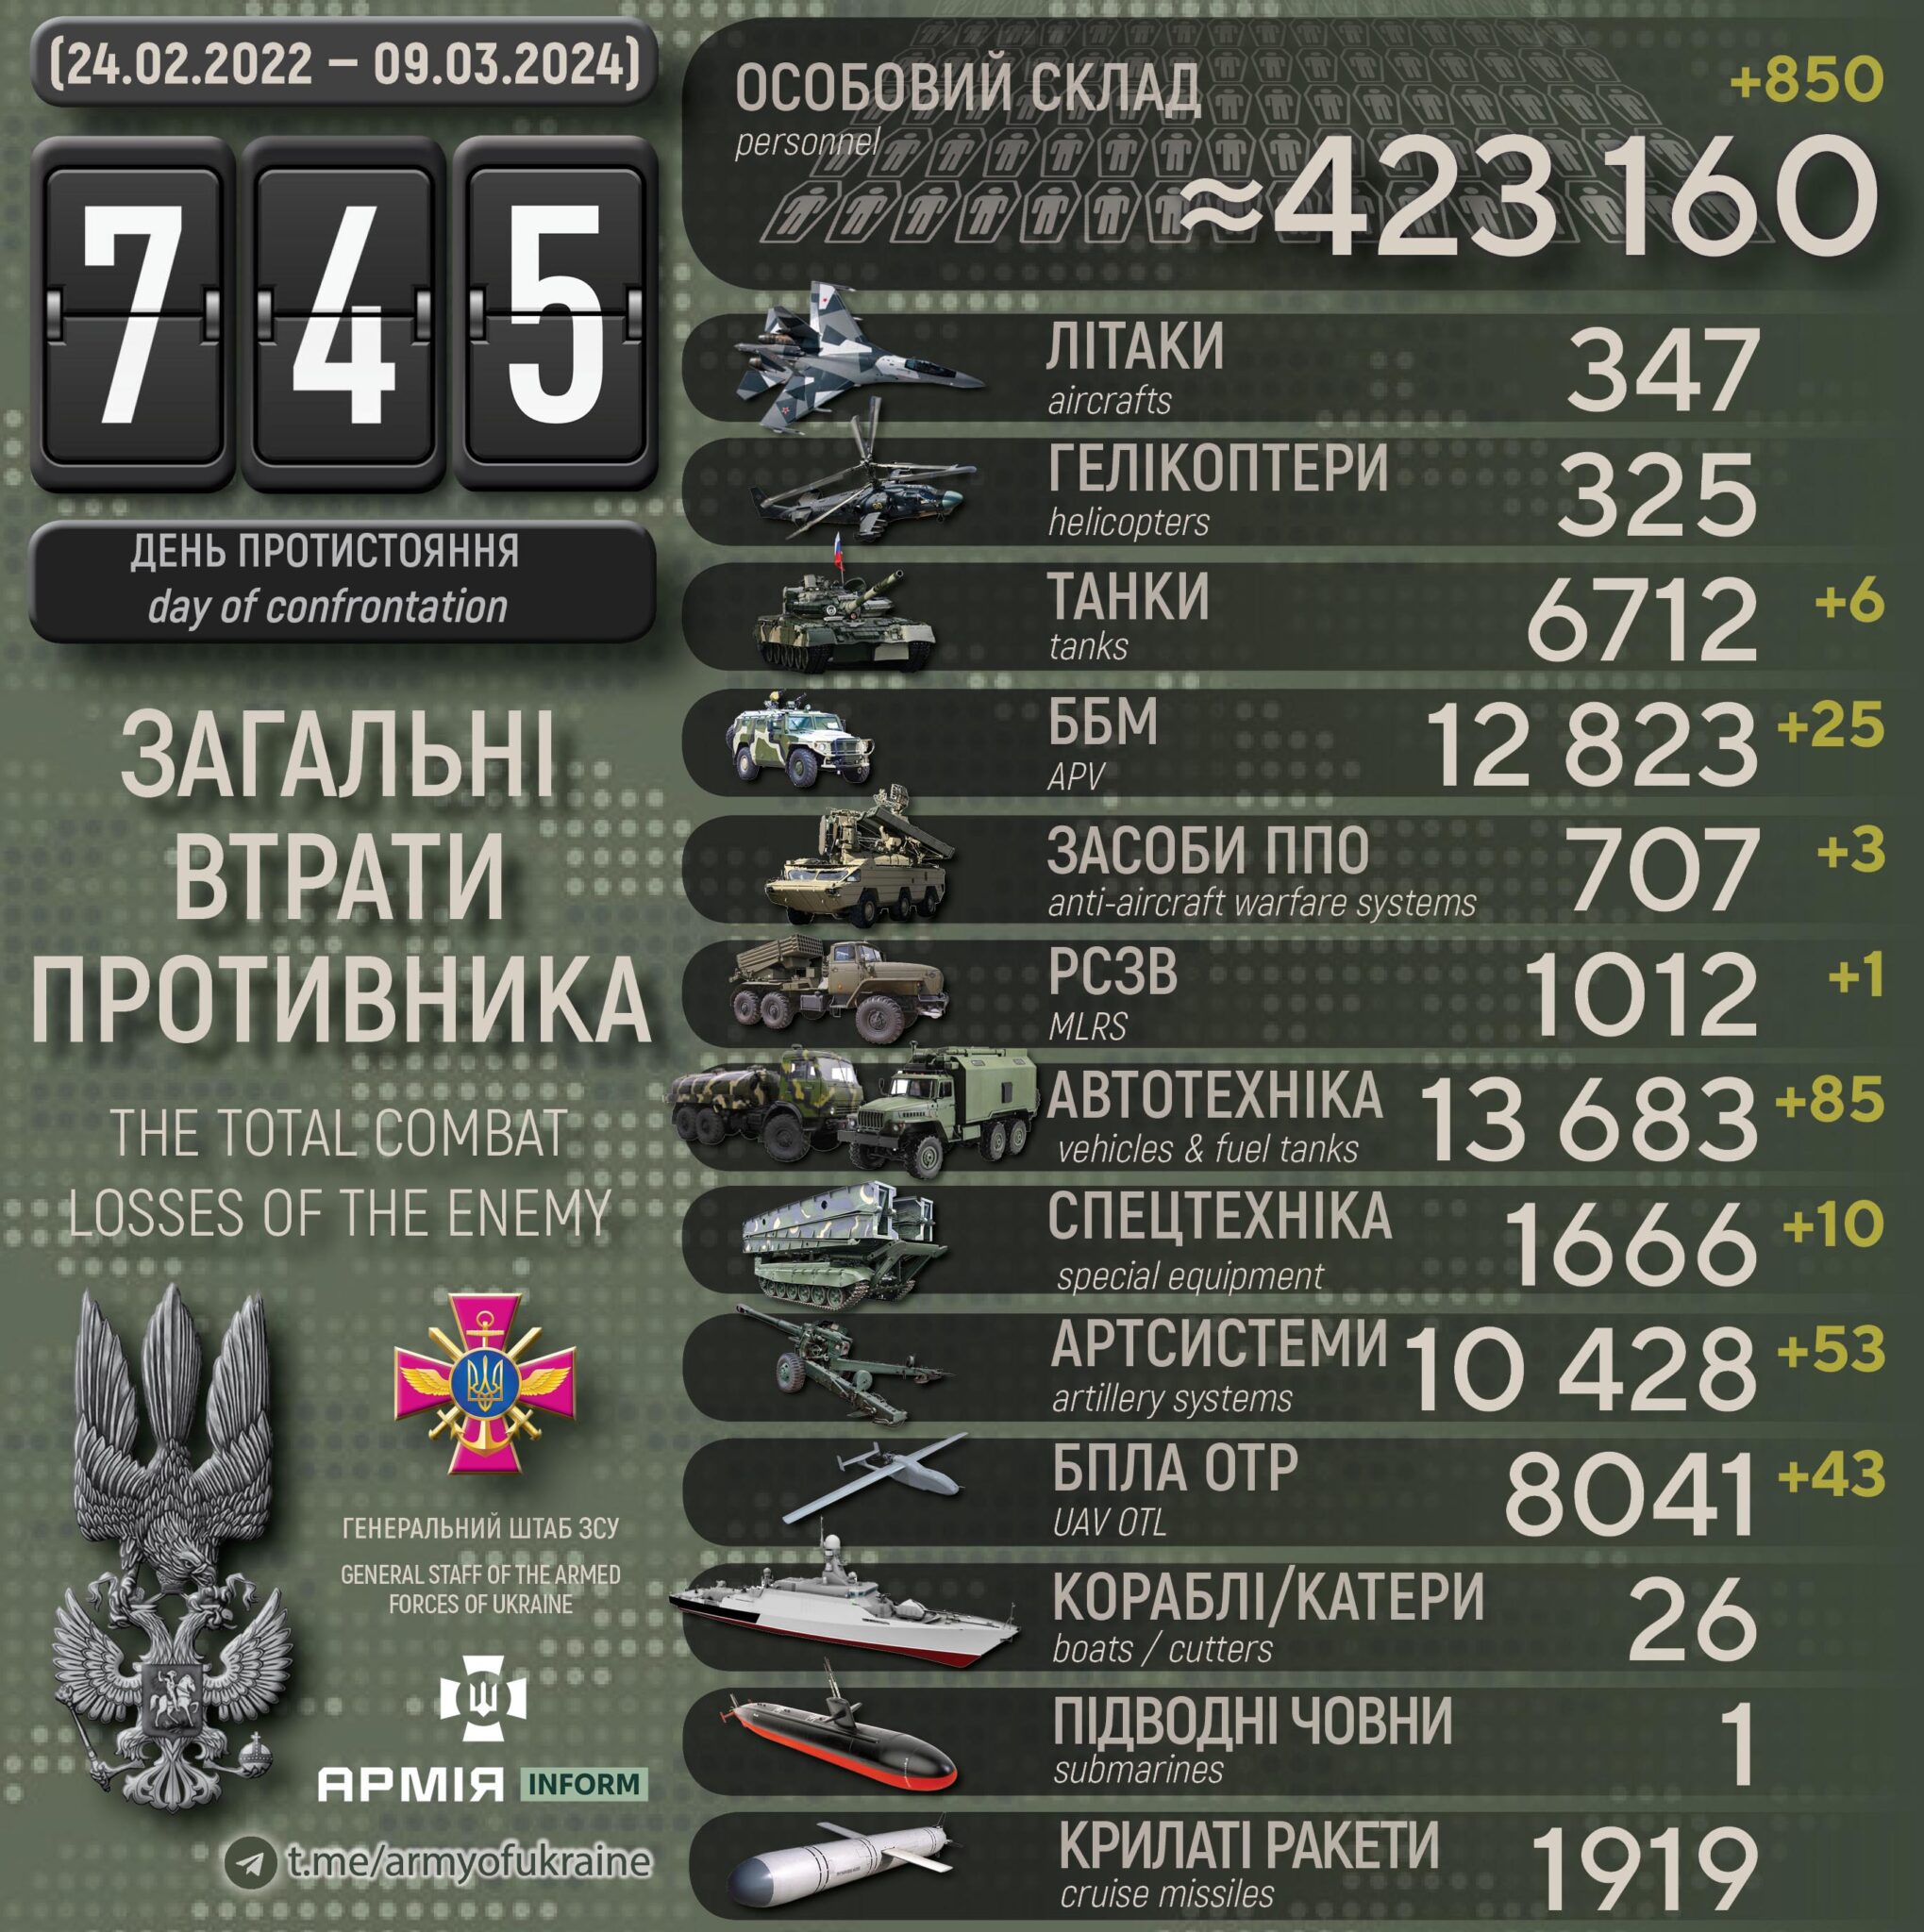 (24.02.2022 – 09.03.2024)
745
ДЕНЬ ПРОТИСТОЯННЯ
day of confrontation
ЗАГАЛЬНІ
ВТРАТИ
ПРОТИВНИКА
THE TOTAL COMBAT
LOSSES OF THE ENEMY
ГЕНЕРАЛЬНИЙ ШТАБ ЗСУ
GENERAL STAFF OF THE ARMED
FORCES OF UKRAINE
АРМІЯ INFORM
t.me/armyofukraine
ОСОБОВИЙ СКЛАД +850
personnel
≈423 160
ЛІТАКИ 347
aircrafts
ГЕЛІКОПТЕРИ 325
helicopters
ТАНКИ 6712 +6
tanks
ББМ 12 823 +25
APV
ЗАСОБИ ППО 707 +3
anti-aircraft warfare systems
РСЗВ 1012 +1
MLRS
АВТОТЕХНІКА 13 683 +85
vehicles & fuel tanks
СПЕЦТЕХНІКА 1666 +10
special equipment
АРТСИСТЕМИ 10 428 +53
artillery systems
БПЛА ОТР 8041 +43
UAV OTL
КОРАБЛІ/КАТЕРИ 26
boats / cutters
ПІДВОДНІ ЧОВНИ 1
submarines
КРИЛАТІ РАКЕТИ 1919
cruise missiles